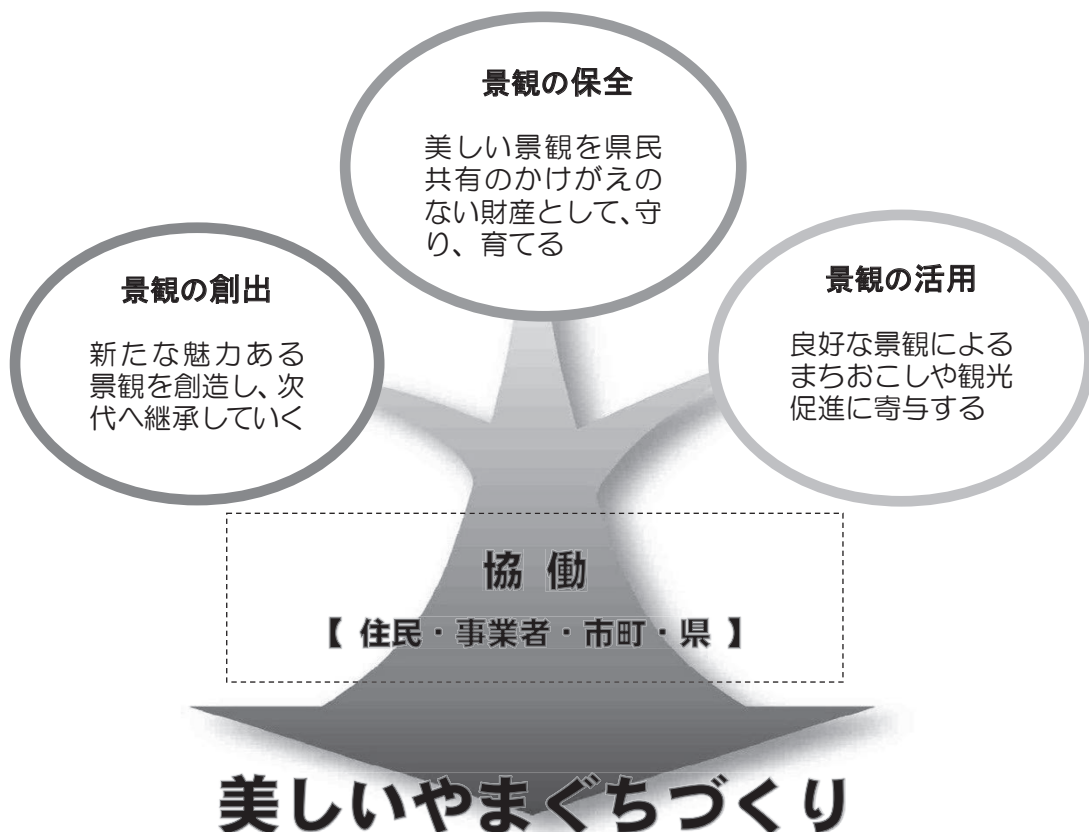 景観の保全
美しい景観を県民
共有のかけがえの
ない財産として、守
り、育てる
景観の創出
新たな魅力ある
景観を創造し、次
代へ継承していく
景観の活用
良好な景観による
まちおこしや観光
促進に寄与する
協 働
【 住民・事業者・市町・県 】
美しいやまぐちづくり